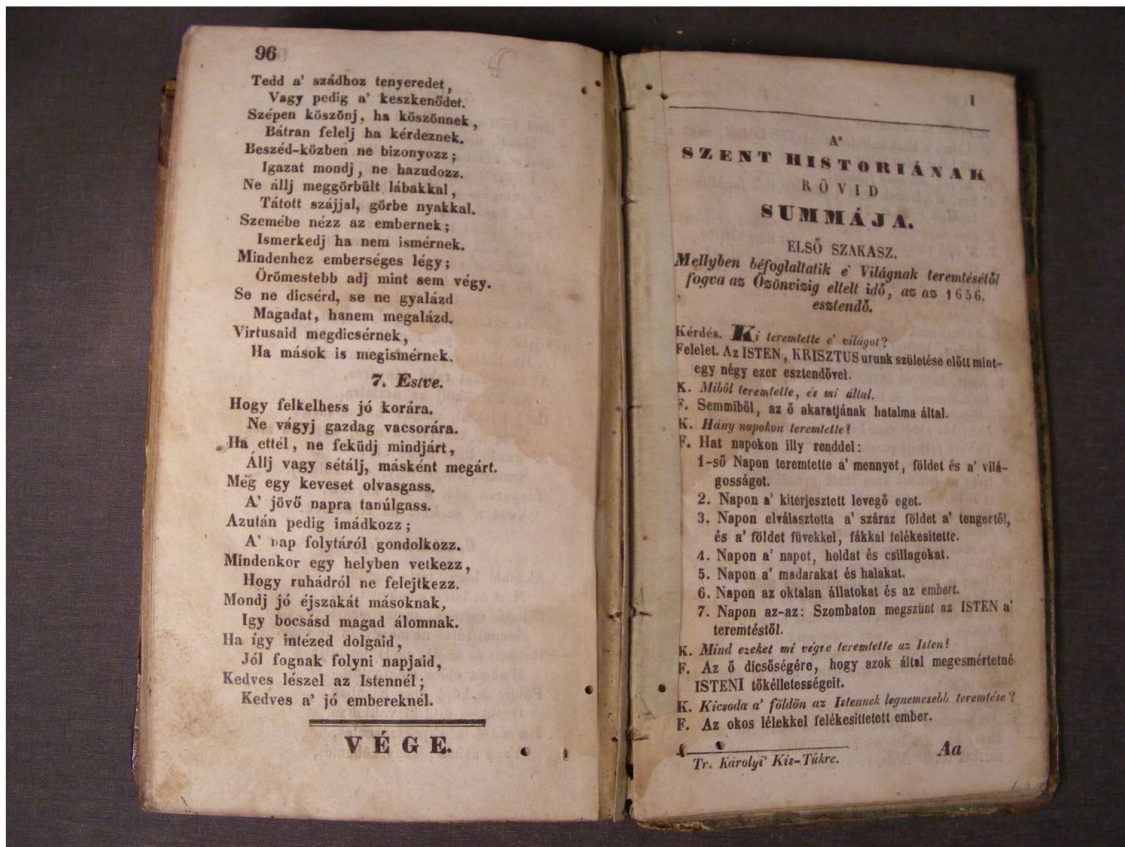 96
Tedd a' szádhoz tenyeredet,
Vagy pedig a' keszkenődet.
Szépen köszönj, ha köszönnek,
Bátran felelj ha kérdeznek.
Beszéd-közben ne bizonyozz;
Igazat mondj, ne hazudozz.
Ne állj meggörbült lábakkal,
Tátott szájjal, görbe nyakkal.
Szemébe nézz az embernek;
Ismerkedj ha nem ismérnek.
Mindenhez emberséges légy;
Örömestebb adj mint sem végy.
Se ne dicsérd, se ne gyalázd
Magadat, hanem megalázd.
Virtusaid megdicsérnek,
Ha mások is megismérnek.
7. Estve.
Hogy felkelhess jó korára.
Ne vágyj gazdag vacsorára.
Ha ettél, ne feküdj mindjárt,
Állj vagy sétálj, másként megárt.
Még egy keveset olvasgass.
A' jövő napra tanúlgass.
Azután pedig imádkozz;
A' nap folytáról gondolkozz.
Mindenkor egy helyben vetkezz,
Hogy ruhádról ne felejtkezz.
Mondj jó éjszakát másoknak,
Igy bocsásd magad álomnak.
Ha így intézed dolgaid,
Jól fognak folyni napjaid,
Kedves lészel az Istennél;
Kedves a' jó embereknél.
VÉGE.
1
A'
SZENT HISTORIÁNAK
RÖVID
SUMMÁJA.
ELSŐ SZAKASZ.
Mellyben béfoglaltatik e' Világnak teremtésétől
fogva az Özönvizig eltelt idő, az az 1656.
esztendő.
Kérdés. Ki teremtette e' világot?
Felelet. Az ISTEN, KRISZTUS urunk születése előtt mint-
egy négy ezer esztendővel.
K. Miből teremtette, és mi által.
F. Semmiből, az ő akaratjának hatalma által.
K. Hány napokon teremtette?
F. Hat napokon illy renddel:
1-ső Napon teremtette a' mennyet, földet és a' vilá-
gosságot.
2. Napon a' kiterjesztett levegő eget.
3. Napon elválasztotta a' száraz földet a' tengertől,
és a' földet füvekkel, fákkal felékesitette.
4. Napon a' napot, holdat és csillagokat.
5. Napon a' madarakat és halakat.
6. Napon az oktalan állatokat és az embert.
7. Napon az-az: Szombaton megszünt az ISTEN a'
teremtéstől.
K. Mind ezeket mi végre teremtette az Isten?
F. Az ő dicsőségére, hogy azok által megesmértetné
ISTENI tökélletességeit.
K. Kicsoda a' földön az Istennek legnemesebb teremtése?
F. Az okos lélekkel felékesittetett ember.
Tr. Károlyi' Kis-Tükre.
Aa